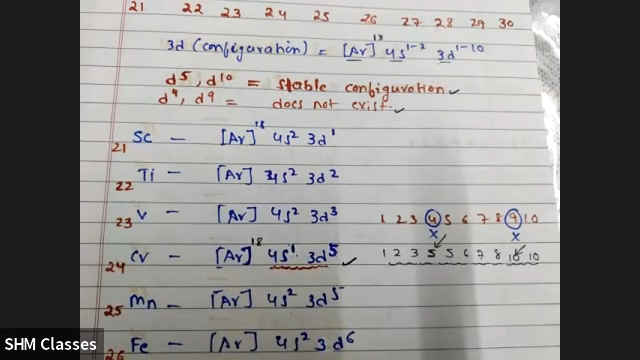 21 22 23 24 25 26 27 28 29 30
3d (configuration) = [Ar]¹⁸ 4s¹⁻² 3d¹⁻¹⁰
d⁵, d¹⁰ = stable configuration ✓
d⁴, d⁹ = does not exist. ✓
21 Sc - [Ar]¹⁸ 4s² 3d¹
22 Ti - [Ar] 4s² 3d²
23 V - [Ar] 4s² 3d³
1 2 3 4 5 6 7 8 9 10
x x
24 Cr - [Ar]¹⁸ 4s¹ 3d⁵ ✓
1 2 3 5 5 6 7 8 10 10
25 Mn - [Ar] 4s² 3d⁵
26 Fe - [Ar] 4s² 3d⁶
SHM Classes